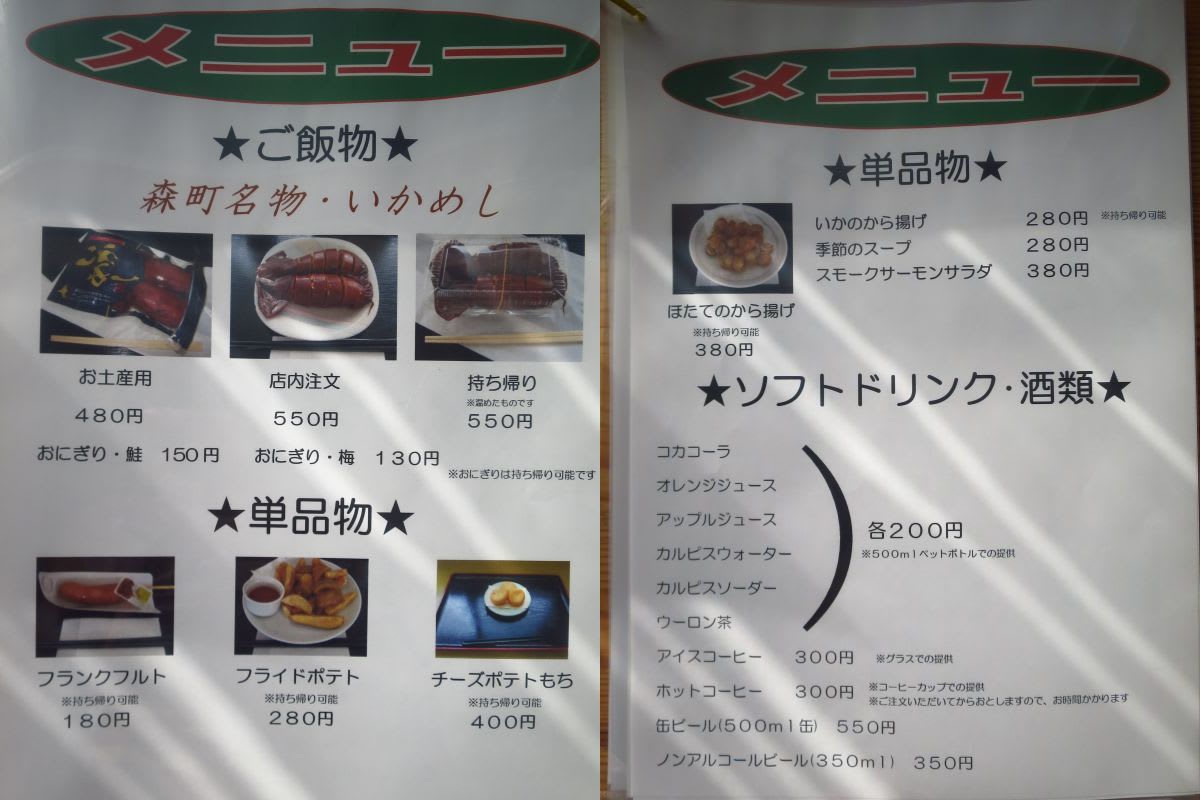 メニュー
★ご飯物★
森町名物・いかめし
お土産用
480円
店内注文
550円
持ち帰り
※温めたものです
550円
おにぎり・鮭 150円 おにぎり・梅 130円
※おにぎりは持ち帰り可能です
★単品物★
フランクフルト
※持ち帰り可能
180円
フライドポテト
※持ち帰り可能
280円
チーズポテトもち
※持ち帰り可能
400円
メニュー
★単品物★
いかのから揚げ 280円 ※持ち帰り可能
季節のスープ 280円
スモークサーモンサラダ 380円
ほたてのから揚げ
※持ち帰り可能
380円
★ソフトドリンク・酒類★
コカコーラ
オレンジジュース
アップルジュース
カルピスウォーター
カルピスソーダー
ウーロン茶
各200円
※500mlペットボトルでの提供
アイスコーヒー 300円 ※グラスでの提供
ホットコーヒー 300円 ※コーヒーカップでの提供
※ご注文いただいてからおとしますので、お時間かかります
缶ビール(500ml缶) 550円
ノンアルコールビール(350ml) 350円